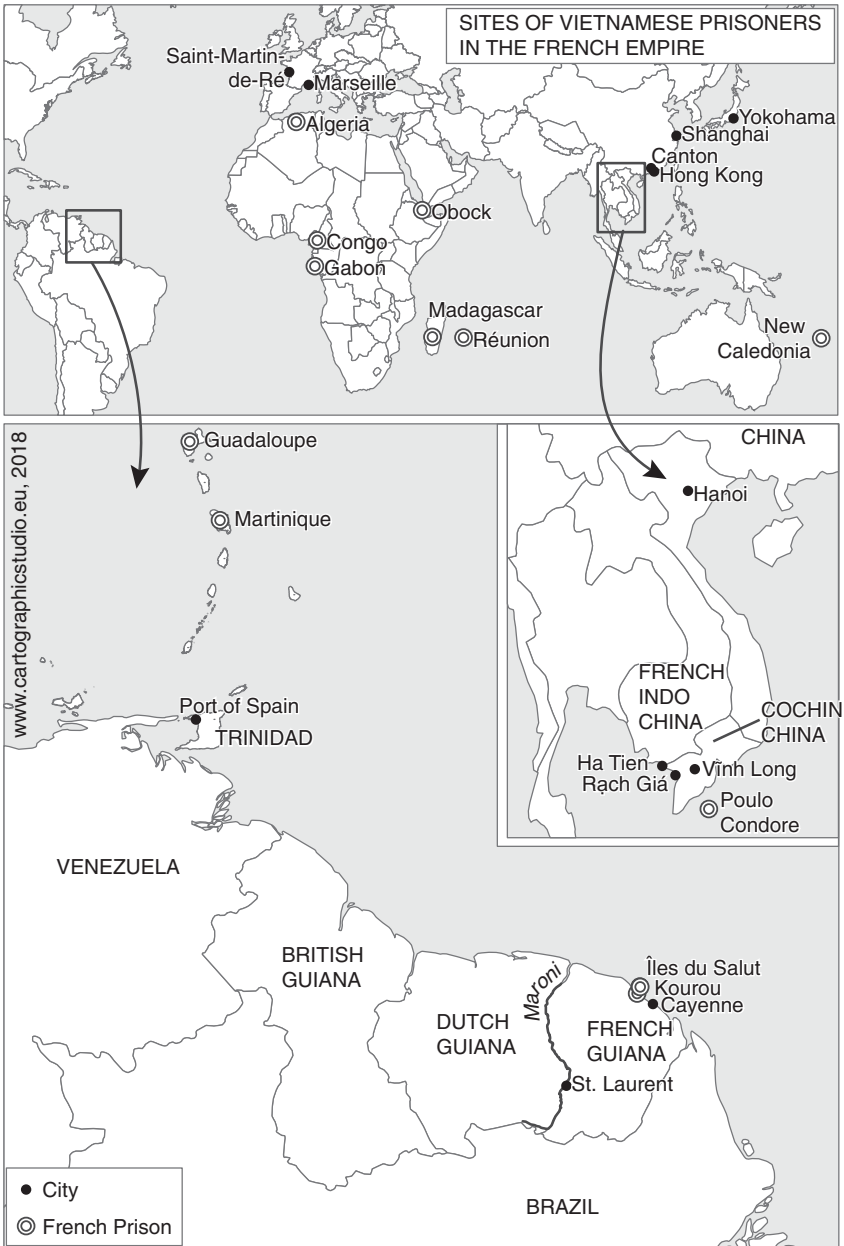 SITES OF VIETNAMESE PRISONERS
IN THE FRENCH EMPIRE
Saint-Martin-
de-Ré
Marseille
Algeria
Yokohama
Shanghai
Canton
Hong Kong
Obock
Congo
Gabon
Madagascar
Réunion
New
Caledonia
www.cartographicstudio.eu, 2018
Guadaloupe
Martinique
Port of Spain
TRINIDAD
VENEZUELA
BRITISH
GUIANA
DUTCH
GUIANA
Maroni
FRENCH
GUIANA
Îles du Salut
Kourou
Cayenne
St. Laurent
BRAZIL
CHINA
Hanoi
FRENCH
INDO
CHINA
COCHIN
CHINA
Ha Tien
Rạch Giá
Vĩnh Long
Poulo
Condore
City
French Prison